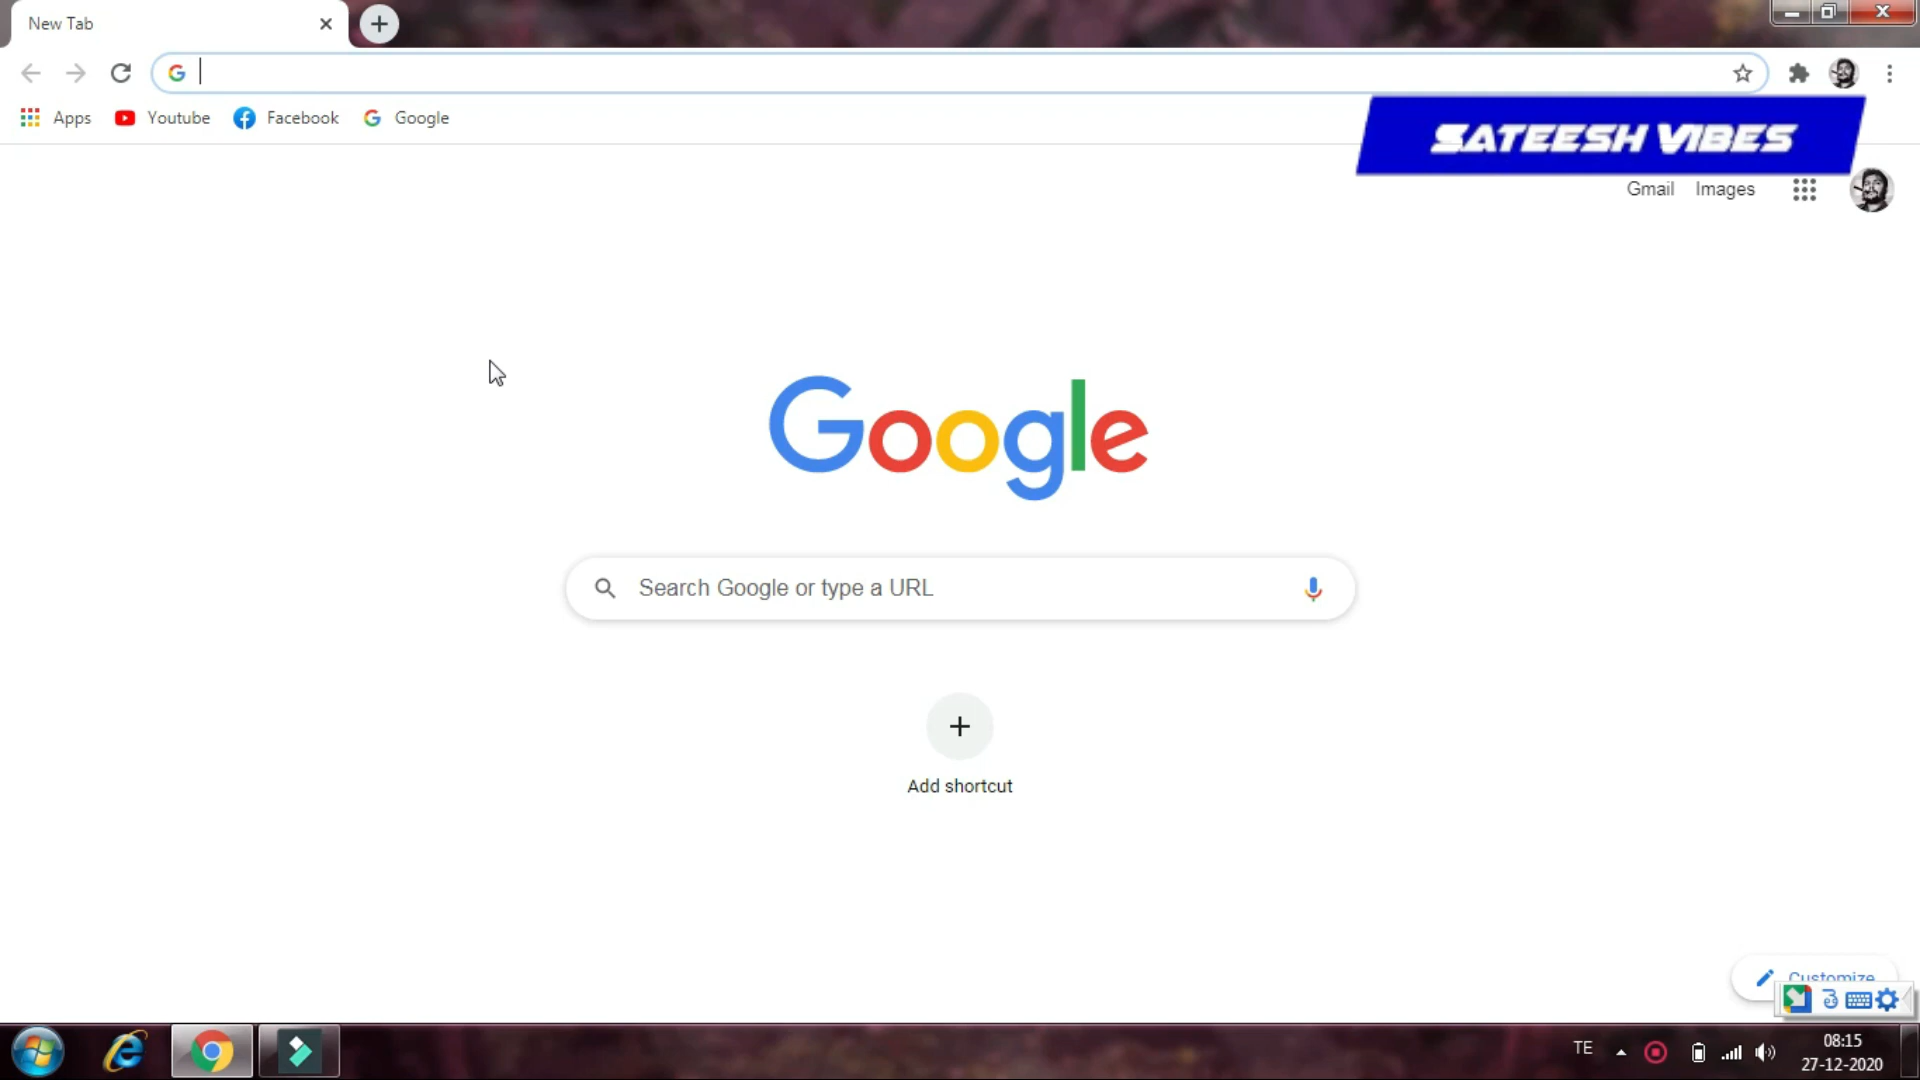 New Tab
Apps
Youtube
Facebook
Google
SATEESH VIBES
Gmail
Images
Google
Search Google or type a URL
Add shortcut
Customize
TE
08:15
27-12-2020